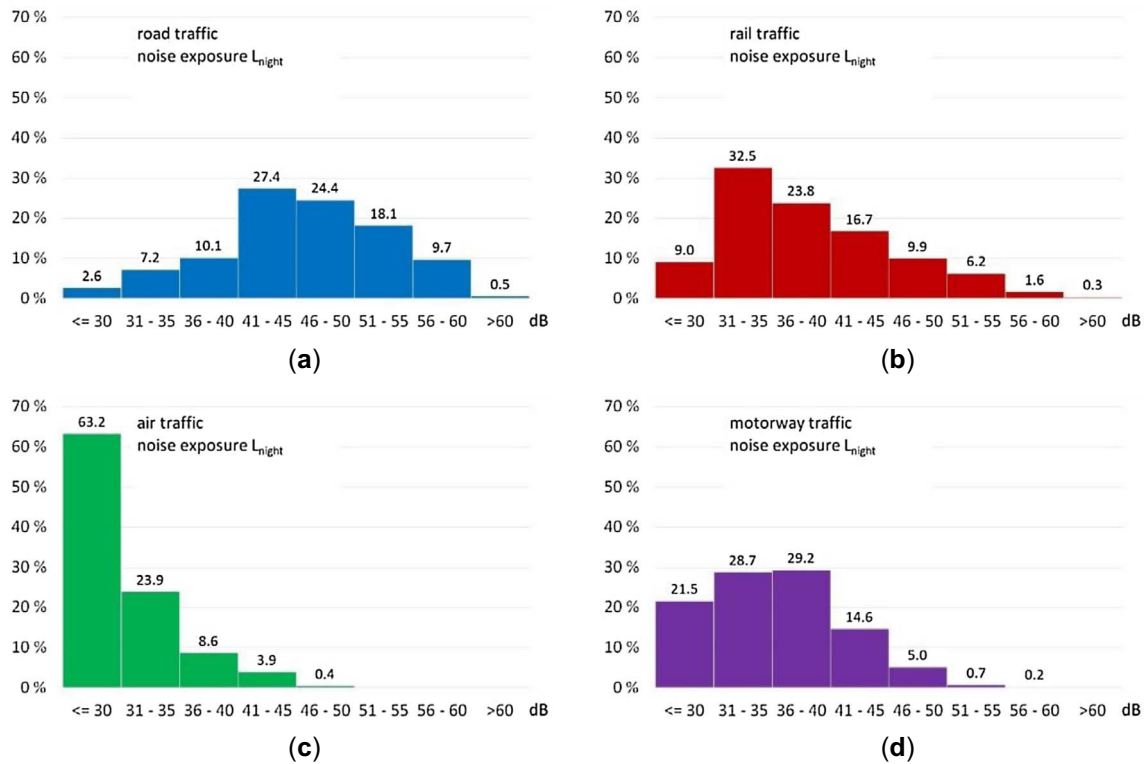 70 %
60 %
50 %
40 %
30 %
20 %
10 %
0 %
road traffic
noise exposure Lnight
2.6 7.2 10.1 27.4 24.4 18.1 9.7 0.5
<= 30 31 - 35 36 - 40 41 - 45 46 - 50 51 - 55 56 - 60 >60 dB
(a)
70 %
60 %
50 %
40 %
30 %
20 %
10 %
0 %
rail traffic
noise exposure Lnight
9.0 32.5 23.8 16.7 9.9 6.2 1.6 0.3
<= 30 31 - 35 36 - 40 41 - 45 46 - 50 51 - 55 56 - 60 >60 dB
(b)
70 %
60 %
50 %
40 %
30 %
20 %
10 %
0 %
air traffic
noise exposure Lnight
63.2 23.9 8.6 3.9 0.4
<= 30 31 - 35 36 - 40 41 - 45 46 - 50 51 - 55 56 - 60 >60 dB
(c)
70 %
60 %
50 %
40 %
30 %
20 %
10 %
0 %
motorway traffic
noise exposure Lnight
21.5 28.7 29.2 14.6 5.0 0.7 0.2
<= 30 31 - 35 36 - 40 41 - 45 46 - 50 51 - 55 56 - 60 >60 dB
(d)